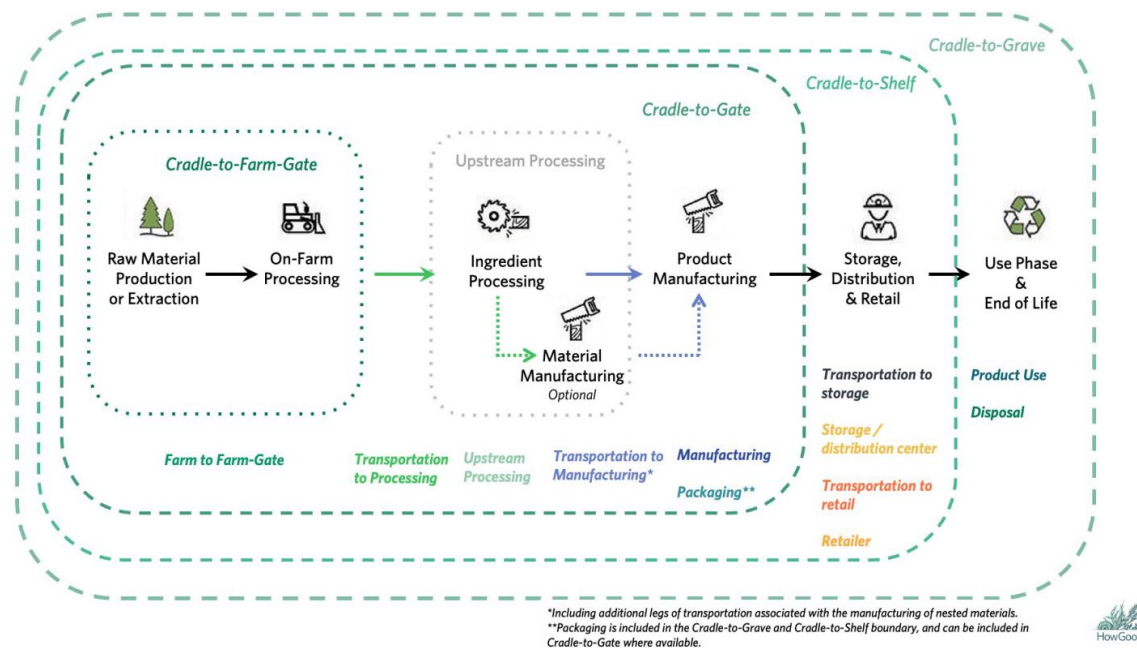 Cradle-to-Grave
Cradle-to-Shelf
Cradle-to-Gate
Cradle-to-Farm-Gate
Upstream Processing
Raw Material
Production
or Extraction
On-Farm
Processing
Ingredient
Processing
Material
Manufacturing
Optional
Product
Manufacturing
Storage,
Distribution
& Retail
Use Phase
&
End of Life
Farm to Farm-Gate
Transportation
to Processing
Upstream
Processing
Transportation to
Manufacturing*
Manufacturing
Packaging**
Transportation to
storage
Storage /
distribution center
Transportation to
retail
Retailer
Product Use
Disposal
*Including additional legs of transportation associated with the manufacturing of nested materials.
**Packaging is included in the Cradle-to-Grave and Cradle-to-Shelf boundary, and can be included in
Cradle-to-Gate where available.